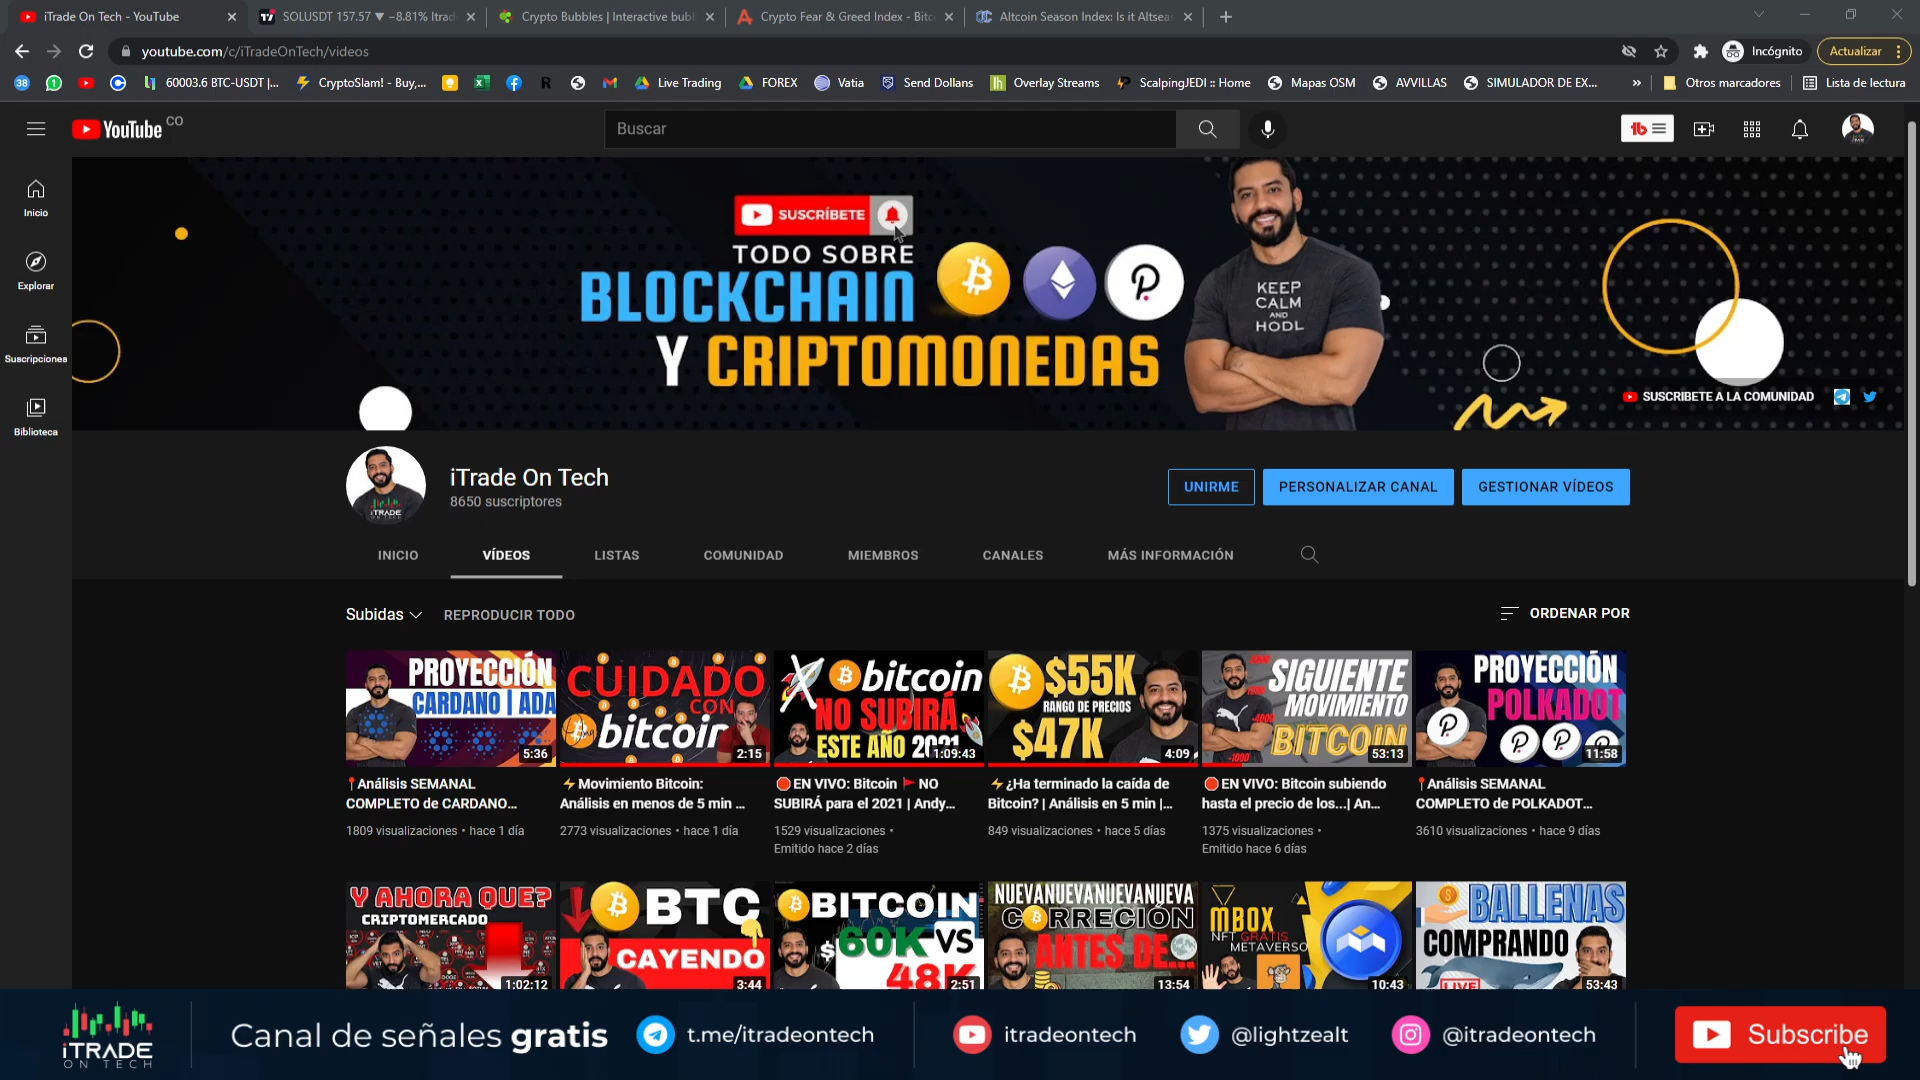 iTrade On Tech - YouTube
SOLUSDT 157.57 ▼ −8.81% Itrad
Crypto Bubbles | Interactive bubb
Crypto Fear & Greed Index - Bitc
Altcoin Season Index: Is it Altseas
youtube.com/c/iTradeOnTech/videos
Incógnito
Actualizar
38
60003.6 BTC-USDT |...
CryptoSlam! - Buy,...
Live Trading
FOREX
Vatia
Send Dollans
Overlay Streams
ScalpingJEDI :: Home
Mapas OSM
AVVILLAS
SIMULADOR DE EX...
»
Otros marcadores
Lista de lectura
YouTube CO
Buscar
Inicio
Explorar
Suscripciones
Biblioteca
SUSCRÍBETE
TODO SOBRE
BLOCKCHAIN
Y CRIPTOMONEDAS
KEEP
CALM
AND
HODL
SUSCRIBETE A LA COMUNIDAD
iTrade On Tech
8650 suscriptores
UNIRME
PERSONALIZAR CANAL
GESTIONAR VÍDEOS
INICIO
VÍDEOS
LISTAS
COMUNIDAD
MIEMBROS
CANALES
MÁS INFORMACIÓN
Subidas
REPRODUCIR TODO
ORDENAR POR
PROYECCIÓN
CARDANO | ADA
5:36
CUIDADO
CON
bitcoin
2:15
bitcoin
NO SUBIRÁ
ESTE AÑO 2021
1:09:43
$55K
RANGO DE PRECIOS
$47K
4:09
SIGUIENTE
MOVIMIENTO
BITCOIN
-1000
53:13
PROYECCIÓN
POLKADOT
11:58
Análisis SEMANAL
COMPLETO de CARDANO...
1809 visualizaciones • hace 1 día
Movimiento Bitcoin:
Análisis en menos de 5 min ...
2773 visualizaciones • hace 1 día
EN VIVO: Bitcoin NO
SUBIRÁ para el 2021 | Andy...
1529 visualizaciones •
Emitido hace 2 días
¿Ha terminado la caída de
Bitcoin? | Análisis en 5 min |...
849 visualizaciones • hace 5 días
EN VIVO: Bitcoin subiendo
hasta el precio de los...| An...
1375 visualizaciones •
Emitido hace 6 días
Análisis SEMANAL
COMPLETO de POLKADOT...
3610 visualizaciones • hace 9 días
Y AHORA QUE?
CRIPTOMERCADO
1:02:12
BTC
CAYENDO
3:44
BITCOIN
$60K VS
48K
2:51
NUEVANUEVANUEVANUEVA
CORRECIÓN
ANTES DE...
13:54
MBOX
NFT GRATIS
METAVERSO
10:43
BALLENAS
COMPRANDO
LIVE
53:43
iTRADE
ON TECH
Canal de señales gratis
t.me/itradeontech
itradeontech
@lightzealt
@itradeontech
Subscribe